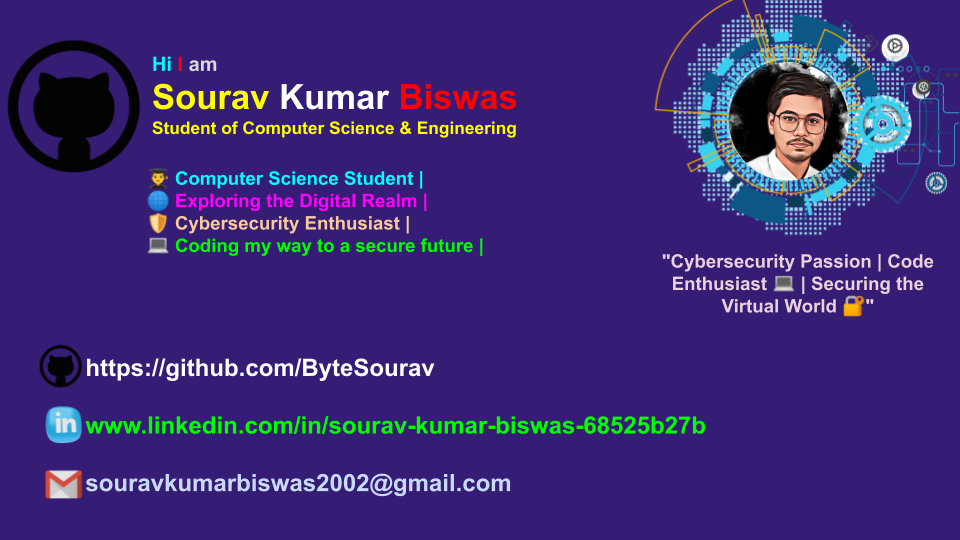 Hi I am
Sourav Kumar Biswas
Student of Computer Science & Engineering
👨‍🎓 Computer Science Student |
🌐 Exploring the Digital Realm |
🛡️ Cybersecurity Enthusiast |
💻 Coding my way to a secure future |
"Cybersecurity Passion | Code
Enthusiast 💻 | Securing the
Virtual World 🔐"
https://github.com/ByteSourav
in
www.linkedin.com/in/sourav-kumar-biswas-68525b27b
souravkumarbiswas2002@gmail.com